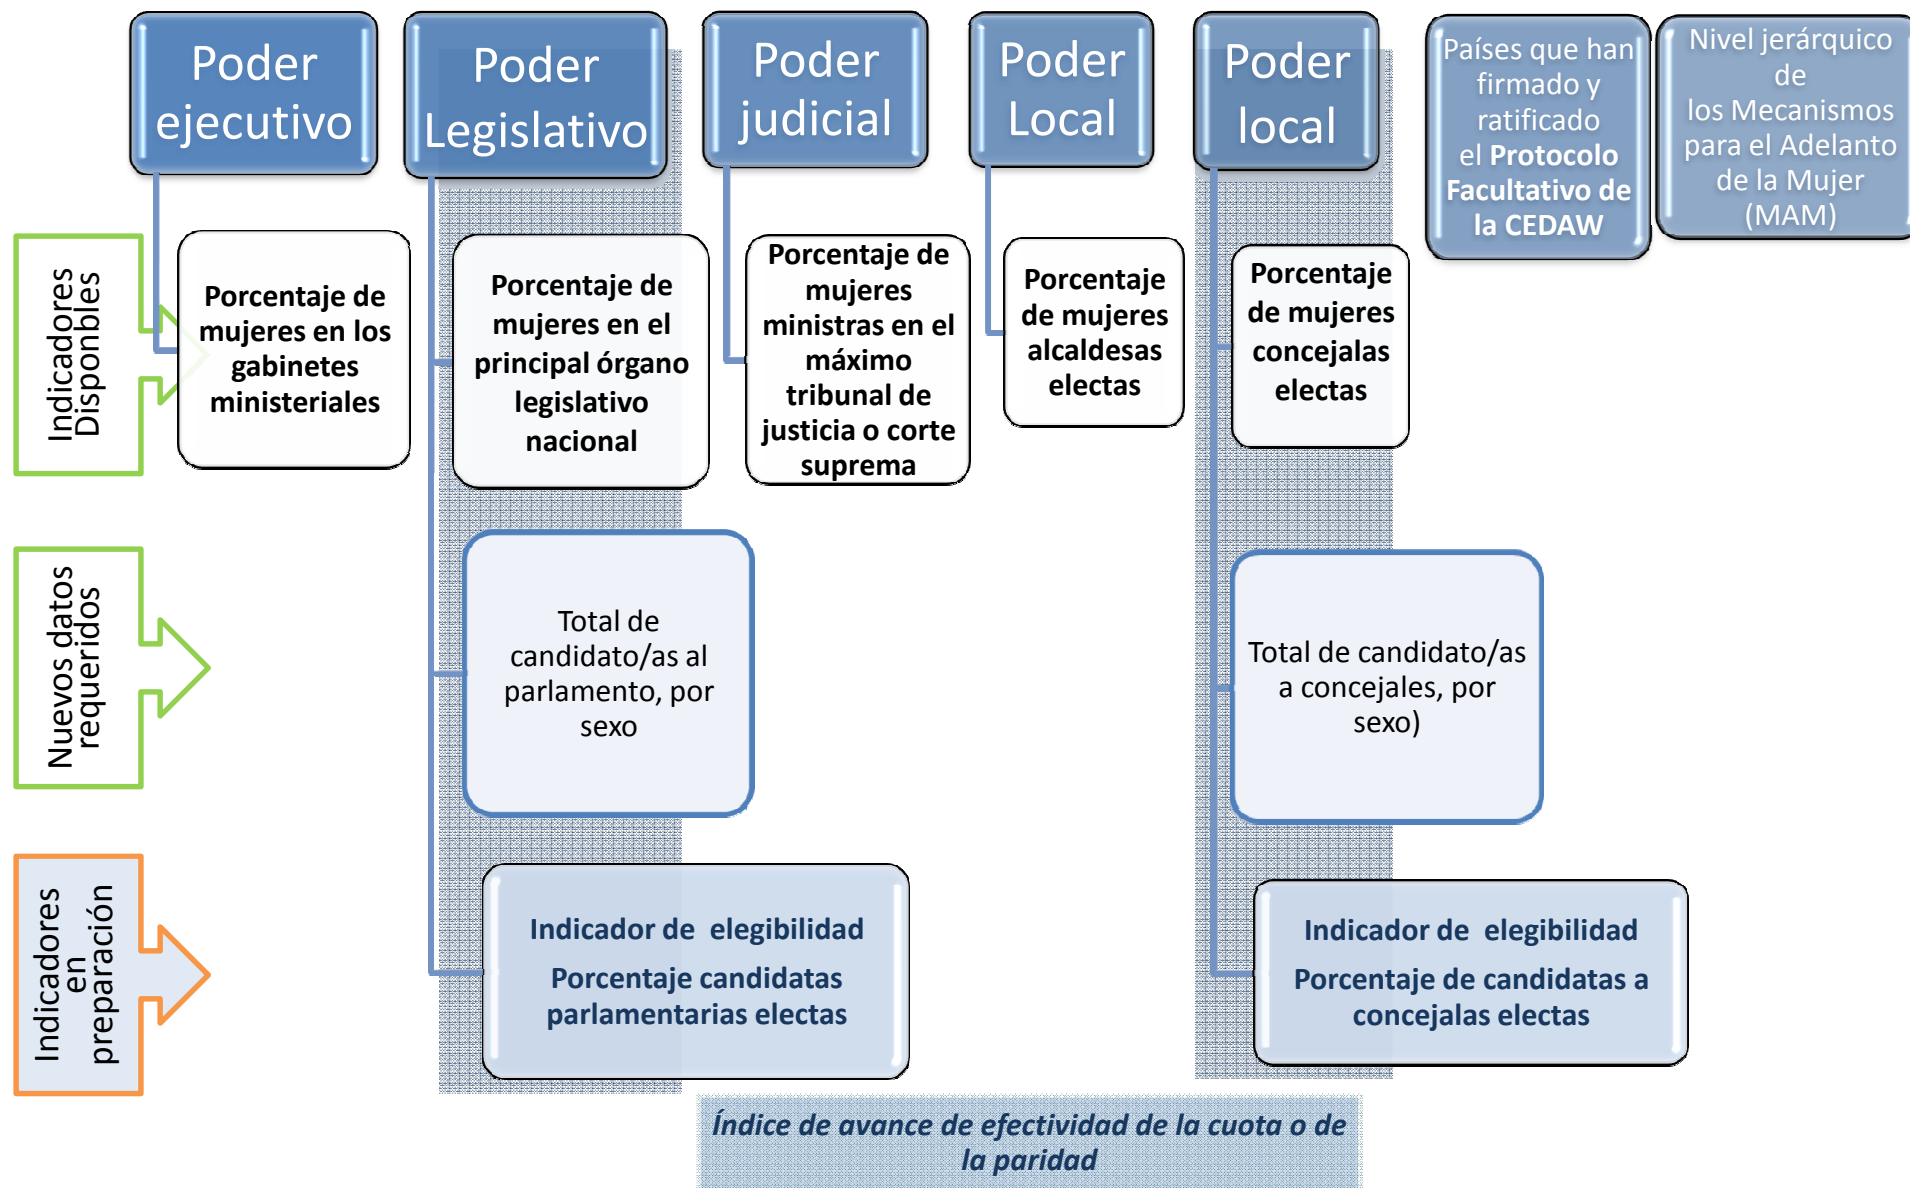 Poder
ejecutivo
Poder
Legislativo
Poder
judicial
Poder
Local
Poder
local
Países que han
firmado y
ratificado
el Protocolo
Facultativo de
la CEDAW
Nivel jerárquico
de
los Mecanismos
para el Adelanto
de la Mujer
(MAM)
Indicadores
Disponbles
Porcentaje de
mujeres en los
gabinetes
ministeriales
Porcentaje de
mujeres en el
principal órgano
legislativo
nacional
Porcentaje de
mujeres
ministras en el
máximo
tribunal de
justicia o corte
suprema
Porcentaje
de mujeres
alcaldesas
electas
Porcentaje
de mujeres
concejalas
electas
Nuevos datos
requeridos
Total de
candidato/as al
parlamento, por
sexo
Total de candidato/as
a concejales, por
sexo)
Indicadores
en
preparación
Indicador de elegibilidad
Porcentaje candidatas
parlamentarias electas
Indicador de elegibilidad
Porcentaje de candidatas a
concejalas electas
Índice de avance de efectividad de la cuota o de
la paridad